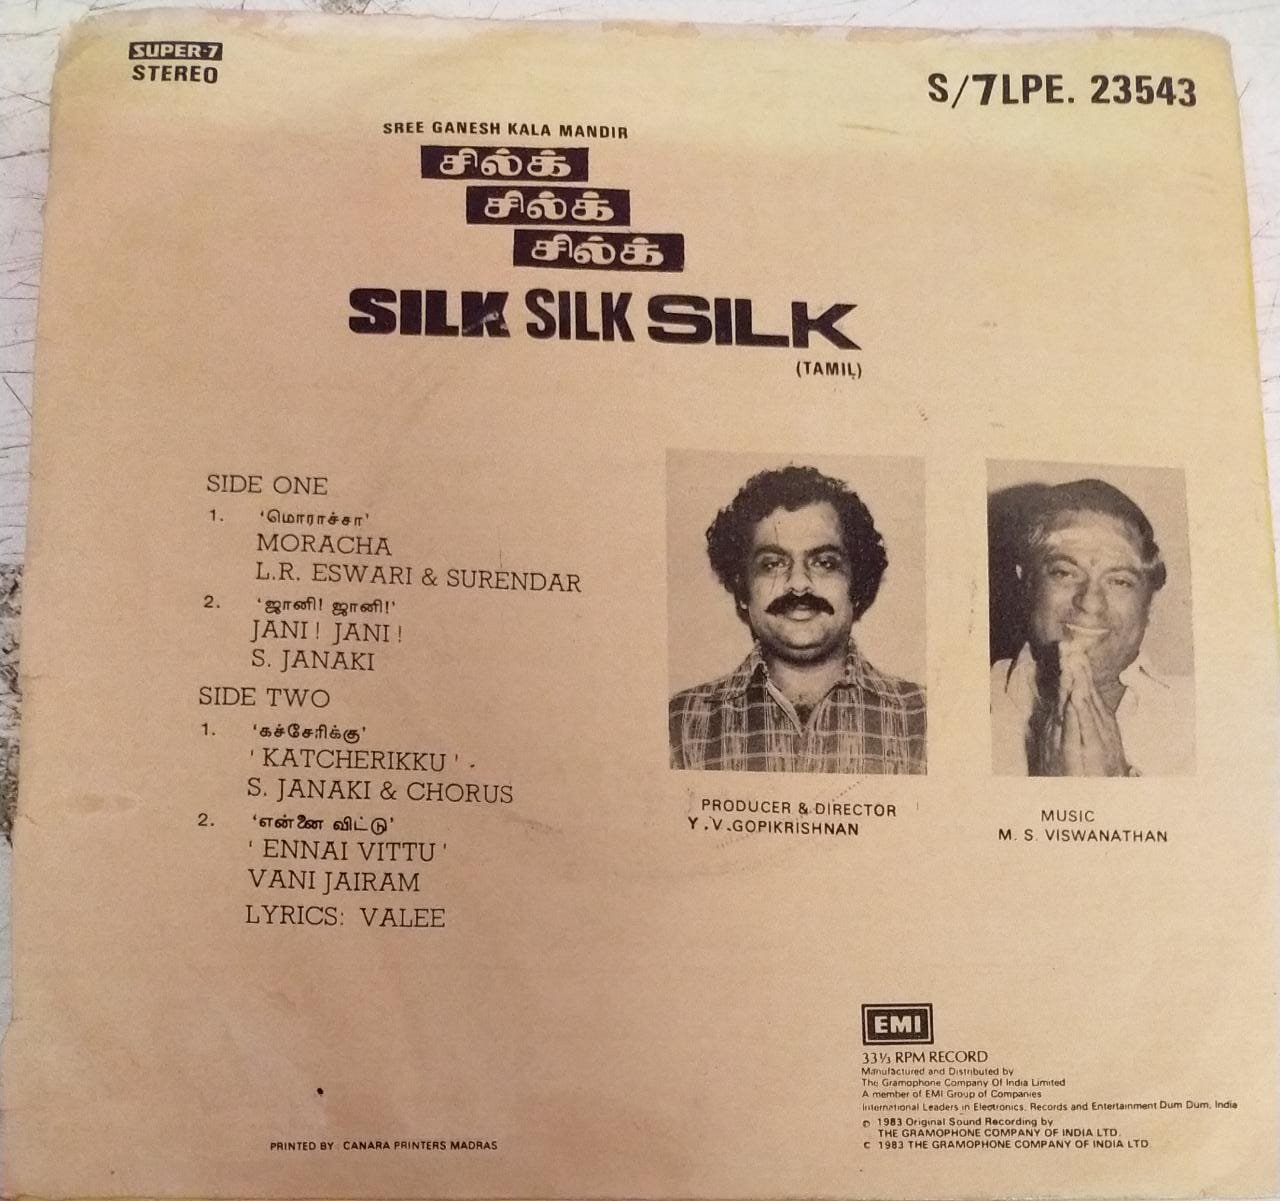 SUPER-7
STEREO
S/7LPE. 23543
SREE GANESH KALA MANDIR
சில்க்
சில்க்
சில்க்
SILK SILK SILK
(TAMIL)
SIDE ONE
1. 'மொராச்சா'
MORACHA
L.R. ESWARI & SURENDAR
2. 'ஜானி! ஜானி!'
JANI ! JANI !
S. JANAKI
SIDE TWO
1. 'கச்சேரிக்கு'
' KATCHERIKKU '
S. JANAKI & CHORUS
2. 'என்னை விட்டு'
' ENNAI VITTU '
VANI JAIRAM
LYRICS: VALEE
PRODUCER & DIRECTOR
Y.V.GOPIKRISHNAN
MUSIC
M. S. VISWANATHAN
EMI
33⅓ RPM RECORD
Manufactured and Distributed by
The Gramophone Company Of India Limited
A member of EMI Group of Companies
International Leaders in Electronics, Records and Entertainment Dum Dum, India
℗ 1983 Original Sound Recording by
THE GRAMOPHONE COMPANY OF INDIA LTD.
C 1983 THE GRAMOPHONE COMPANY OF INDIA LTD
PRINTED BY CANARA PRINTERS MADRAS